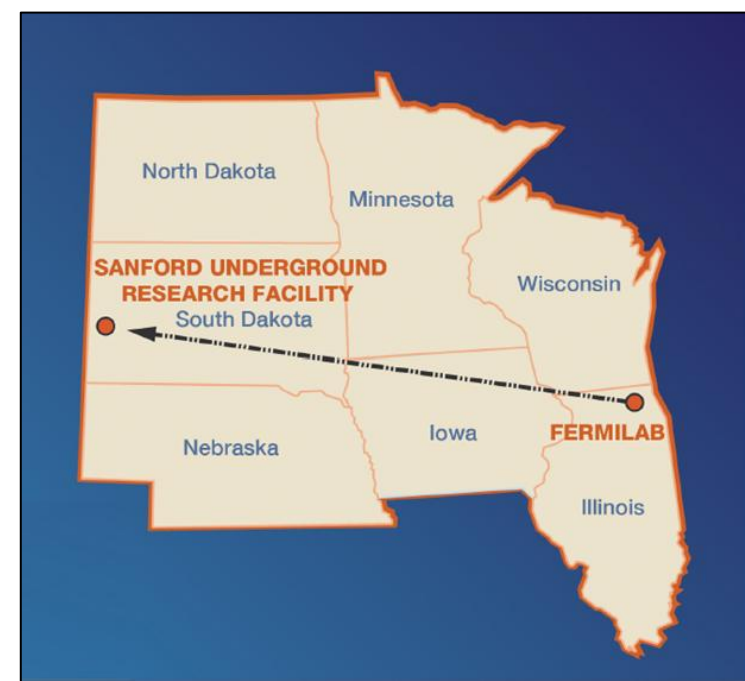 North Dakota
Minnesota
SANFORD UNDERGROUND
RESEARCH FACILITY
Wisconsin
South Dakota
Nebraska
Iowa
FERMILAB
Illinois